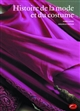 Histoire de la mode
et du costume